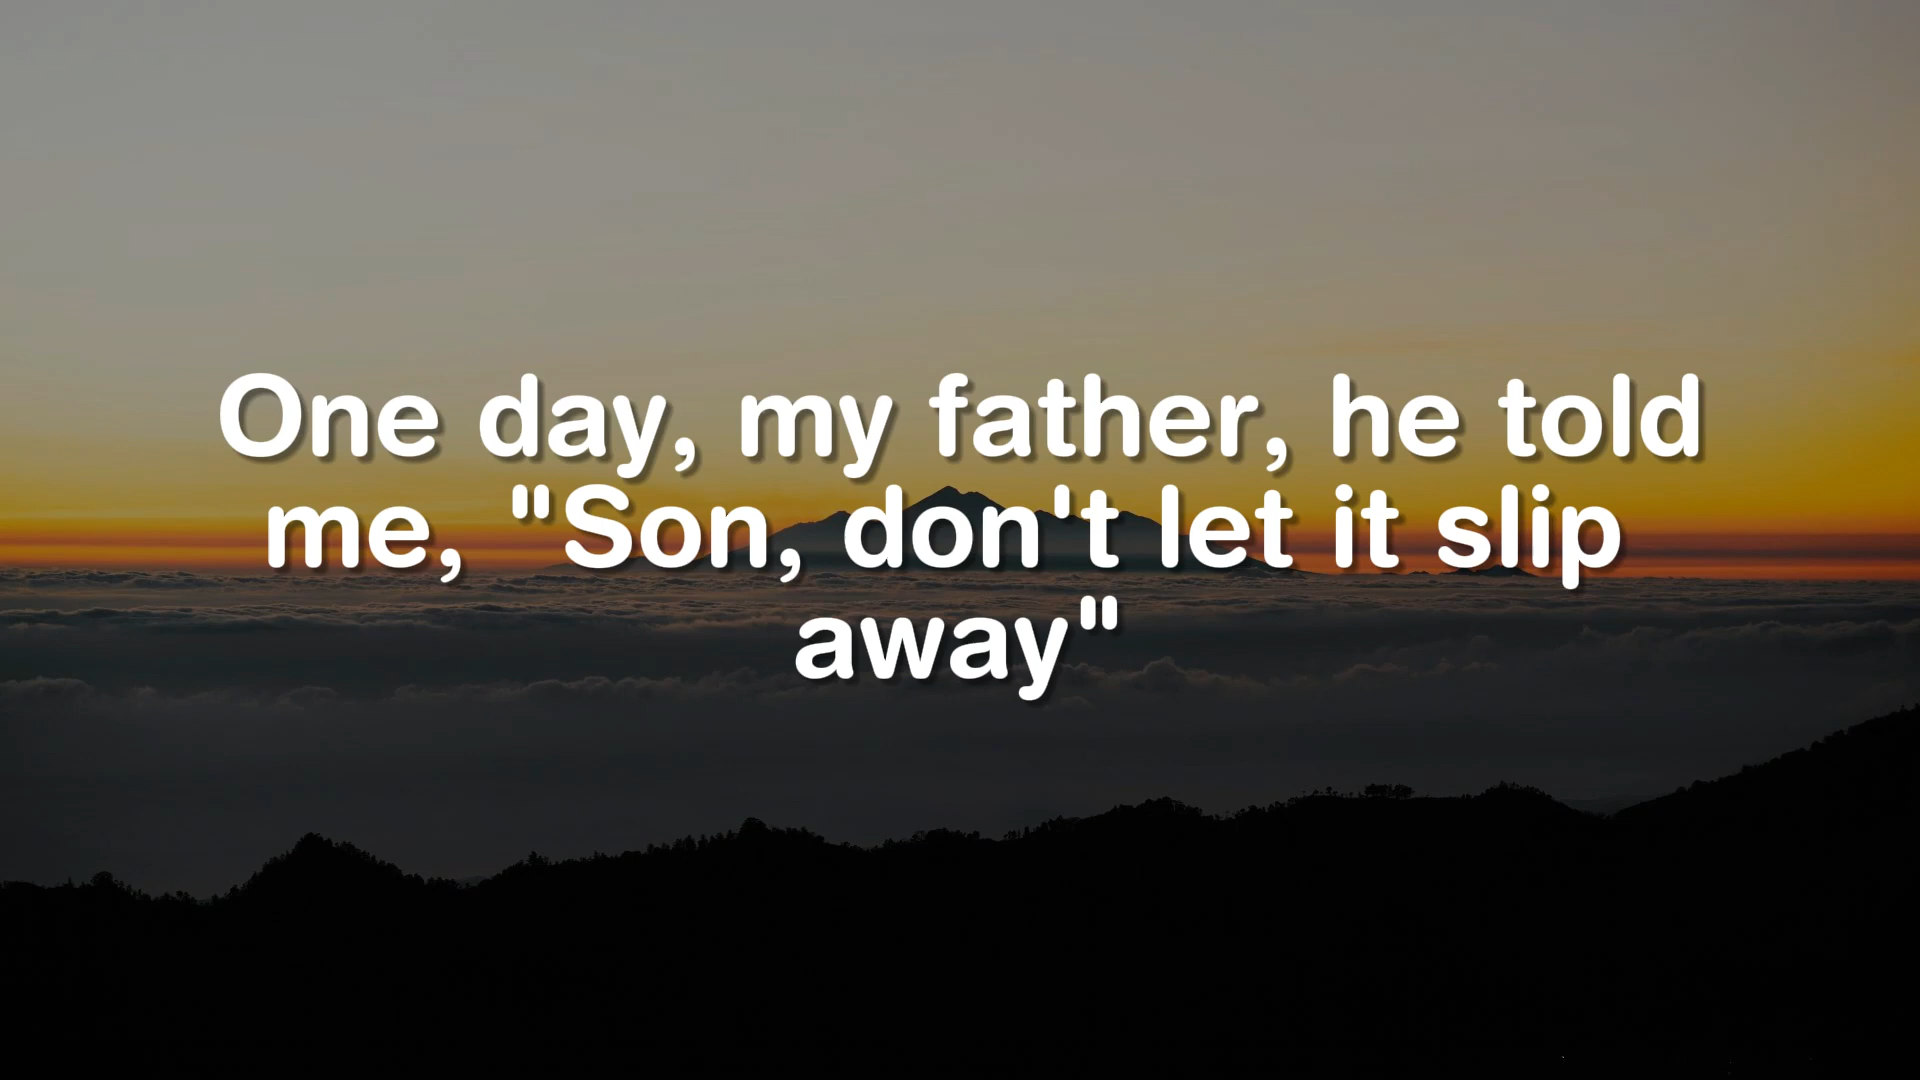 One day, my father, he told
me, "Son, don't let it slip
away"